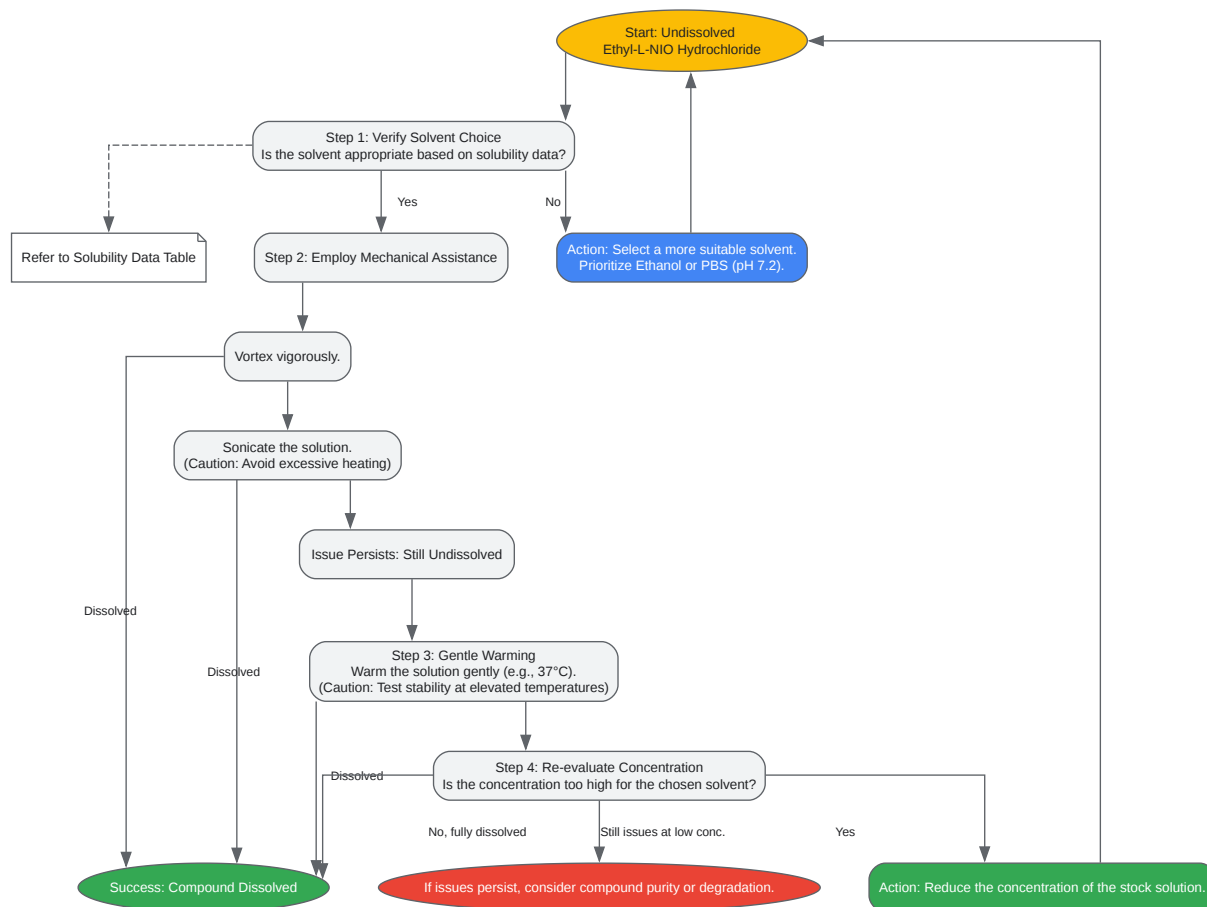 Start: Undissolved
Ethyl-L-NIO Hydrochloride
Step 1: Verify Solvent Choice
Is the solvent appropriate based on solubility data?
Yes
No
Refer to Solubility Data Table
Step 2: Employ Mechanical Assistance
Action: Select a more suitable solvent.
Prioritize Ethanol or PBS (pH 7.2).
Vortex vigorously.
Sonicate the solution.
(Caution: Avoid excessive heating)
Issue Persists: Still Undissolved
Dissolved
Dissolved
Step 3: Gentle Warming
Warm the solution gently (e.g., 37°C).
(Caution: Test stability at elevated temperatures)
Step 4: Re-evaluate Concentration
Is the concentration too high for the chosen solvent?
Dissolved
No, fully dissolved
Still issues at low conc.
Yes
Success: Compound Dissolved
If issues persist, consider compound purity or degradation.
Action: Reduce the concentration of the stock solution.